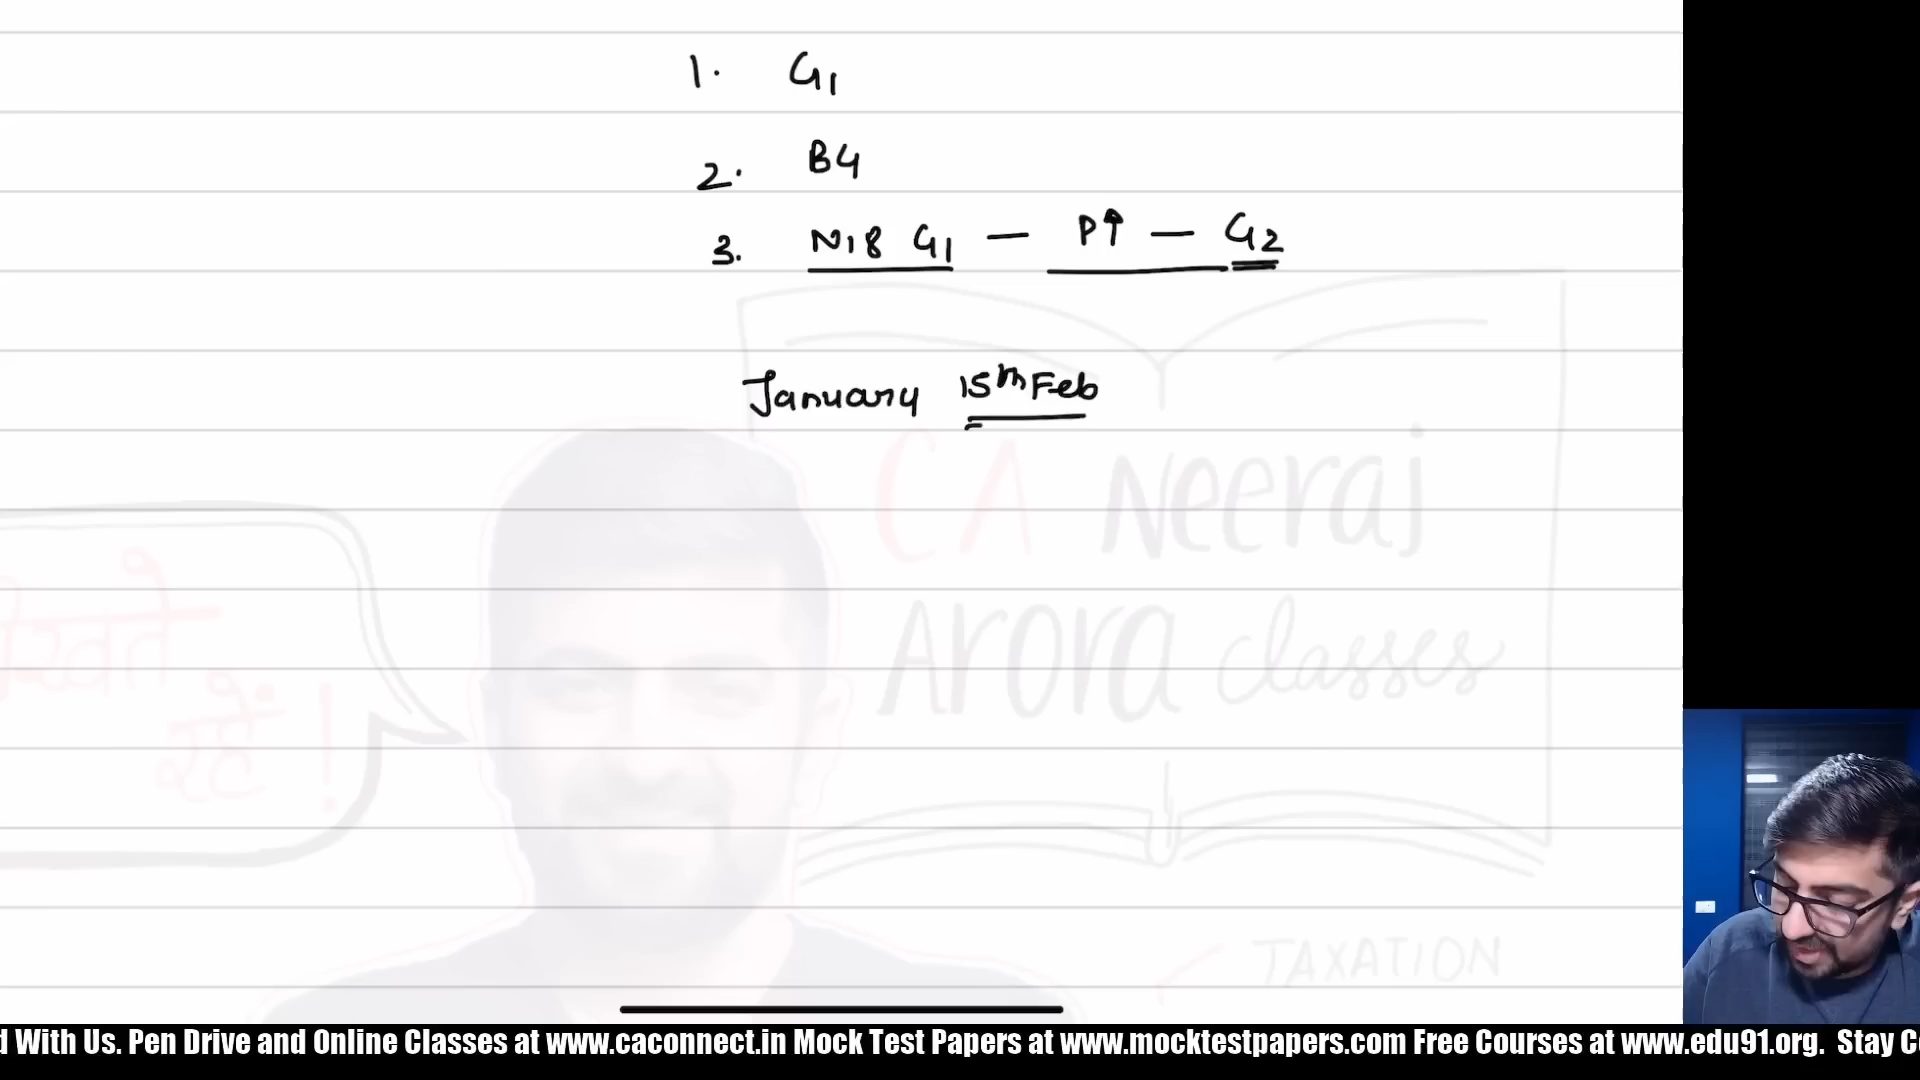 1. G1
2. B4
3. N18 G1 — P↑ — G2
January 15th Feb
CA Neeraj
Arora classes
रहें !
TAXATION
d With Us. Pen Drive and Online Classes at www.caconnect.in Mock Test Papers at www.mocktestpapers.com Free Courses at www.edu91.org. Stay C